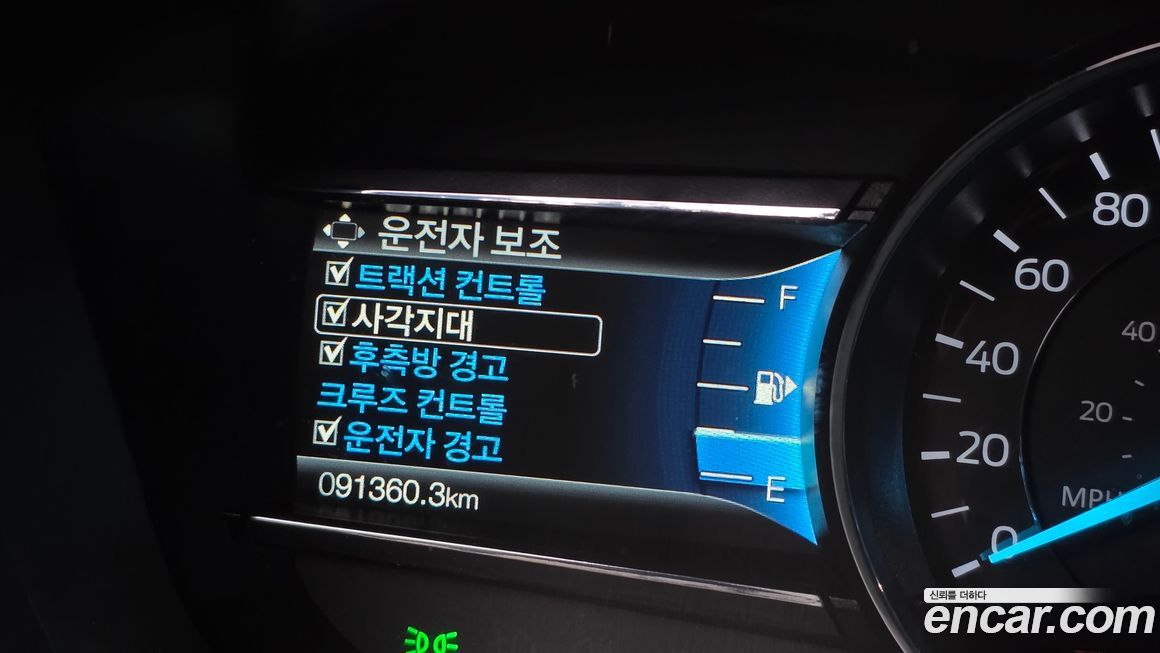 운전자 보조
트랙션 컨트롤
사각지대
후측방 경고
크루즈 컨트롤
운전자 경고
091360.3km
F
E
80
60
40
20
0
40
20
MPH
신뢰를 더하다
encar.com